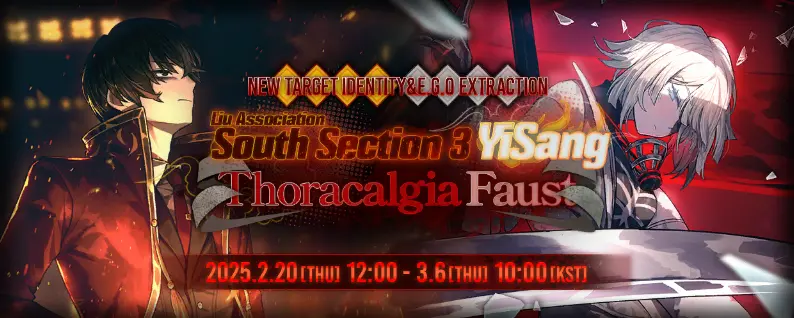 NEW TARGET IDENTITY&E.G.O EXTRACTION
Liu Association
South Section 3 YiSang
Thoracalgia Faust
2025.2.20[THU] 12:00 - 3.6[THU] 10:00[KST]